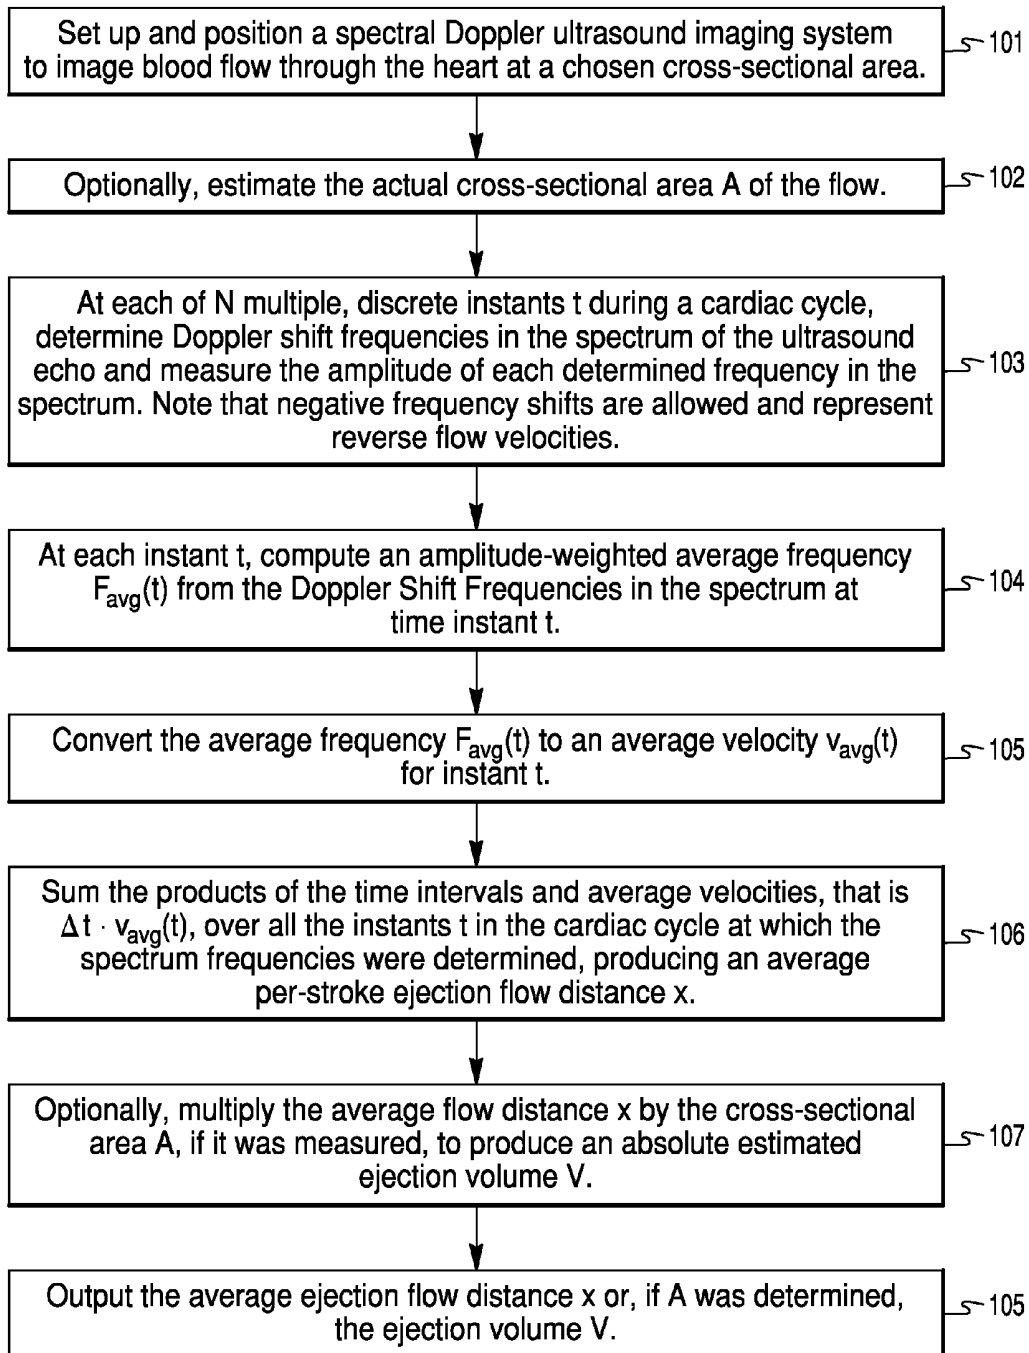 Set up and position a spectral Doppler ultrasound imaging system
to image blood flow through the heart at a chosen cross-sectional area.
101
Optionally, estimate the actual cross-sectional area A of the flow.
102
At each of N multiple, discrete instants t during a cardiac cycle,
determine Doppler shift frequencies in the spectrum of the ultrasound
echo and measure the amplitude of each determined frequency in the
spectrum. Note that negative frequency shifts are allowed and represent
reverse flow velocities.
103
At each instant t, compute an amplitude-weighted average frequency
Favg(t) from the Doppler Shift Frequencies in the spectrum at
time instant t.
104
Convert the average frequency Favg(t) to an average velocity vavg(t)
for instant t.
105
Sum the products of the time intervals and average velocities, that is
Δt · vavg(t), over all the instants t in the cardiac cycle at which the
spectrum frequencies were determined, producing an average
per-stroke ejection flow distance x.
106
Optionally, multiply the average flow distance x by the cross-sectional
area A, if it was measured, to produce an absolute estimated
ejection volume V.
107
Output the average ejection flow distance x or, if A was determined,
the ejection volume V.
105